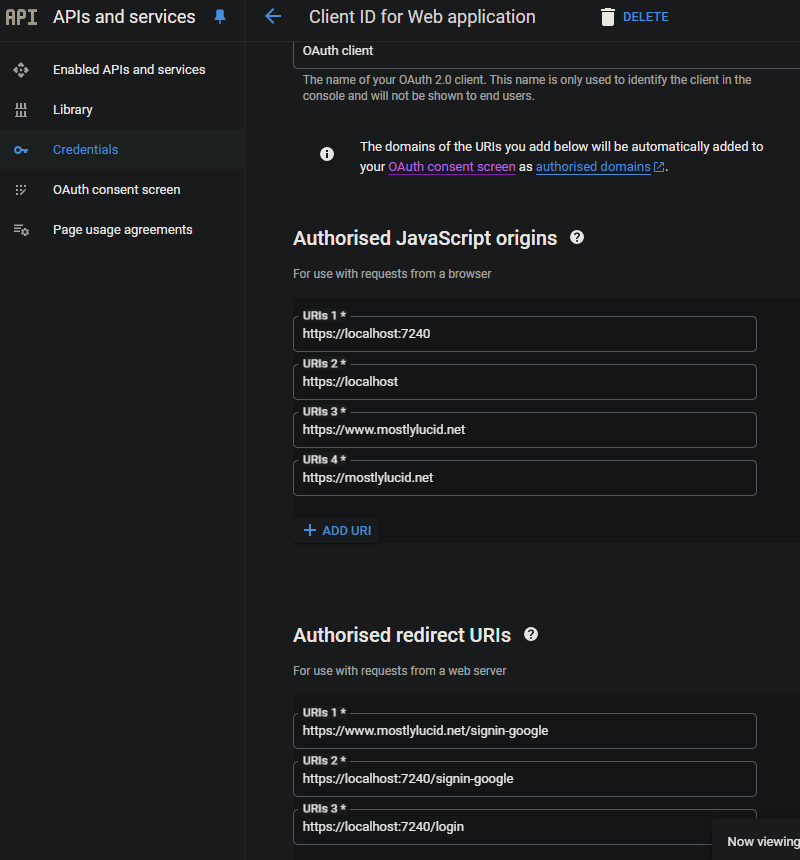 API APIs and services
Client ID for Web application
DELETE
Enabled APIs and services
Library
Credentials
OAuth consent screen
Page usage agreements
OAuth client
The name of your OAuth 2.0 client. This name is only used to identify the client in the
console and will not be shown to end users.
The domains of the URIs you add below will be automatically added to
your OAuth consent screen as authorised domains.
Authorised JavaScript origins
For use with requests from a browser
URIs 1 *
https://localhost:7240
URIs 2 *
https://localhost
URIs 3 *
https://www.mostlylucid.net
URIs 4 *
https://mostlylucid.net
ADD URI
Authorised redirect URIs
For use with requests from a web server
URIs 1 *
https://www.mostlylucid.net/signin-google
URIs 2 *
https://localhost:7240/signin-google
URIs 3 *
https://localhost:7240/login
Now viewing